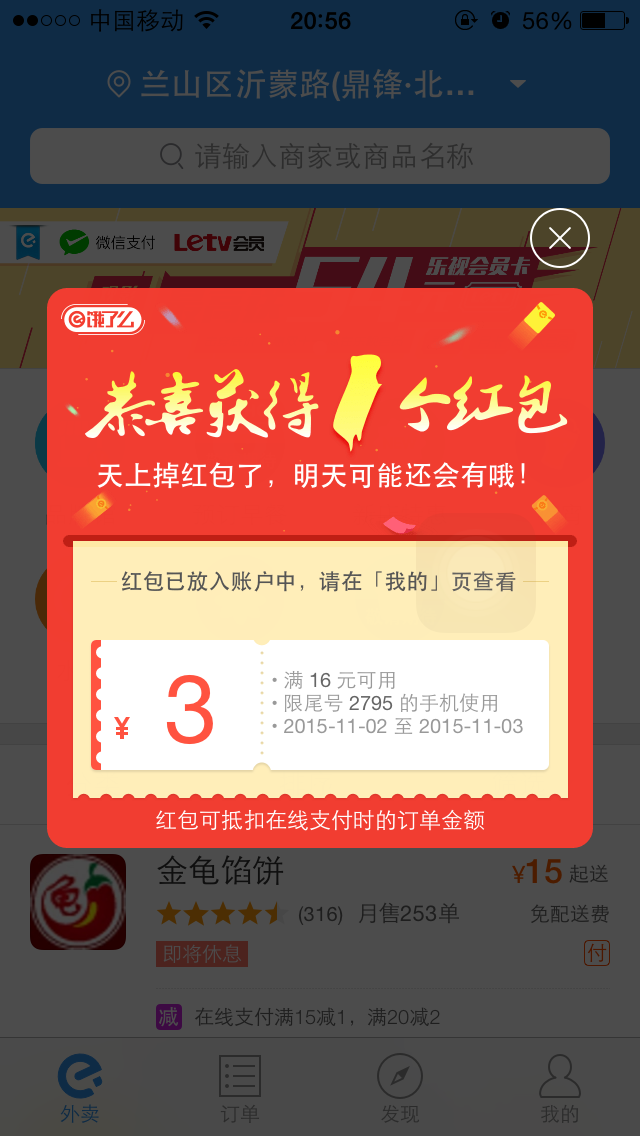 中国移动
20:56
56%
兰山区沂蒙路(鼎锋·北...
请输入商家或商品名称
微信支付 Letv会员
乐视会员卡
饿了么
恭喜获得1个红包
天上掉红包了，明天可能还会有哦！
红包已放入账户中，请在「我的」页查看
¥ 3
• 满 16 元可用
• 限尾号 2795 的手机使用
• 2015-11-02 至 2015-11-03
红包可抵扣在线支付时的订单金额
龟
金龟馅饼
¥15 起送
(316) 月售253单
免配送费
即将休息
付
减 在线支付满15减1，满20减2
外卖
订单
发现
我的